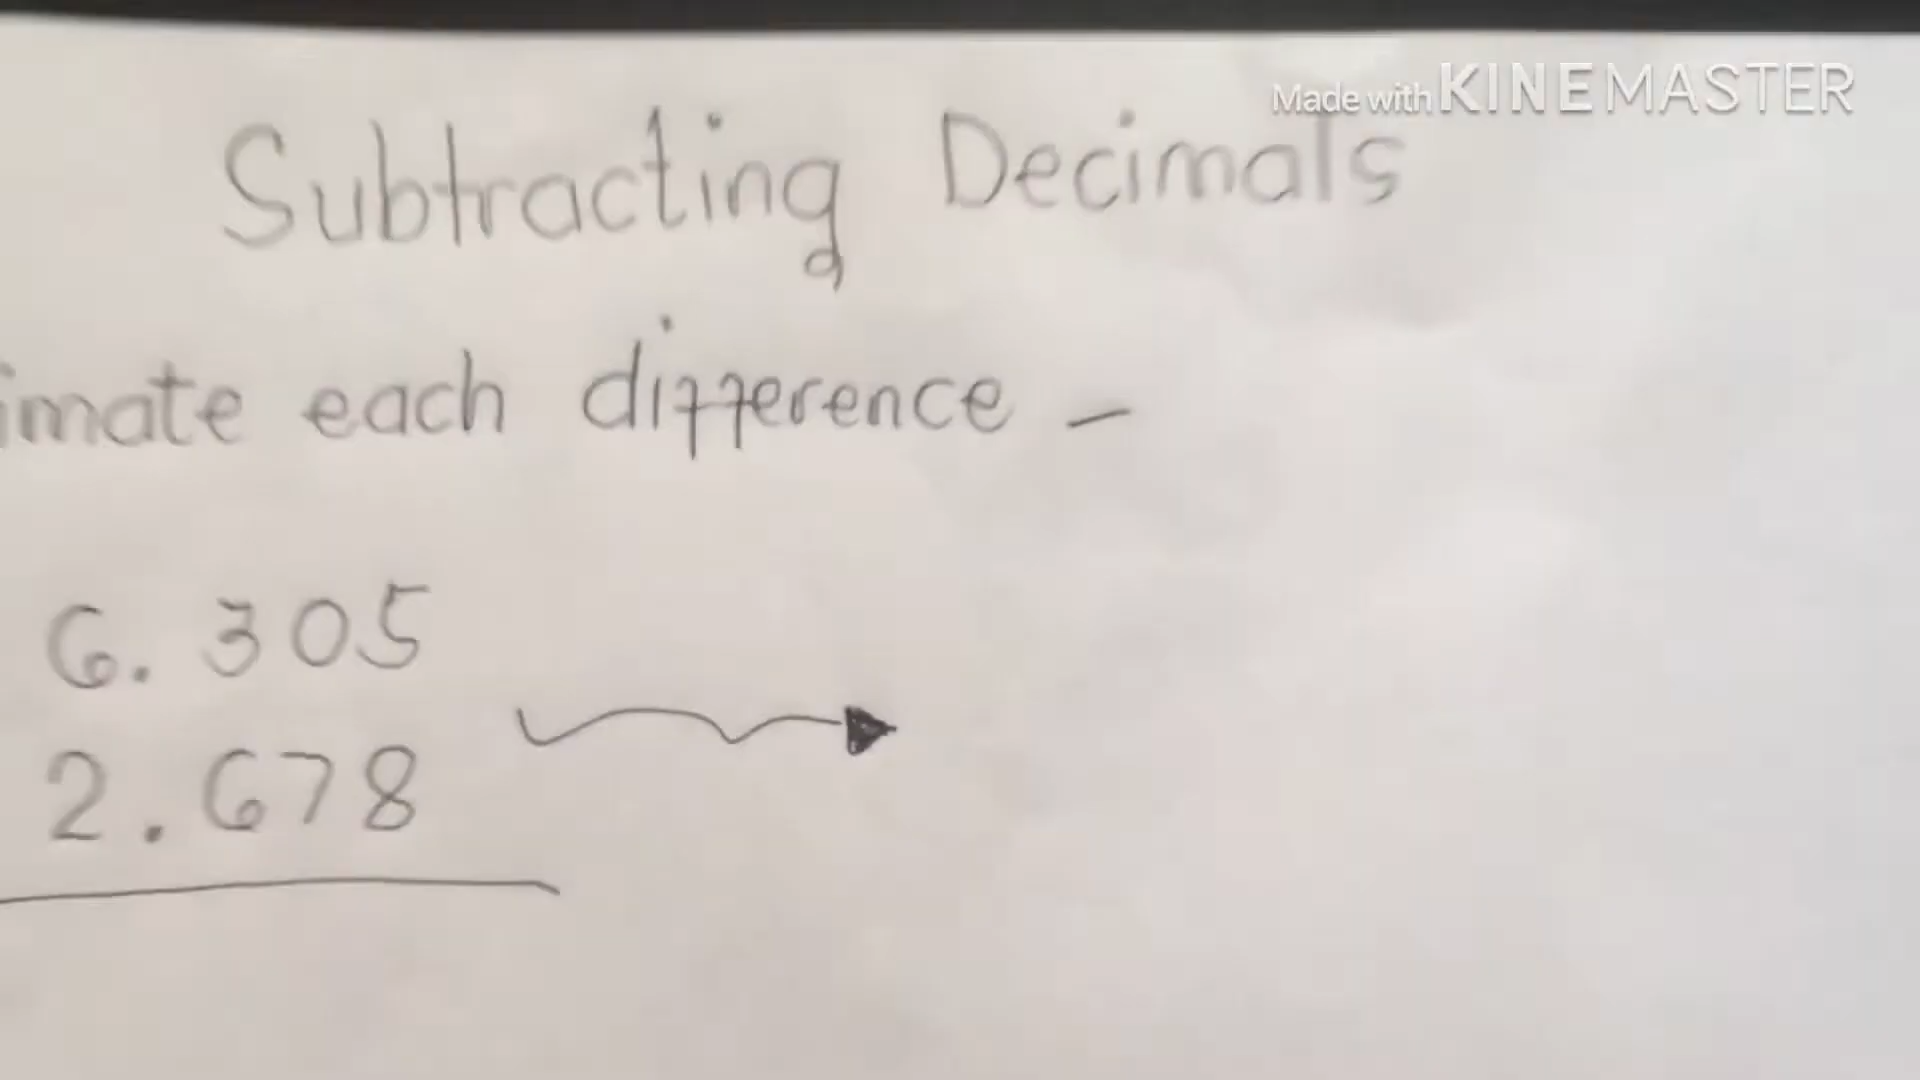 Made with KINEMASTER
Subtracting Decimals
imate each difference -
6.305
2.678